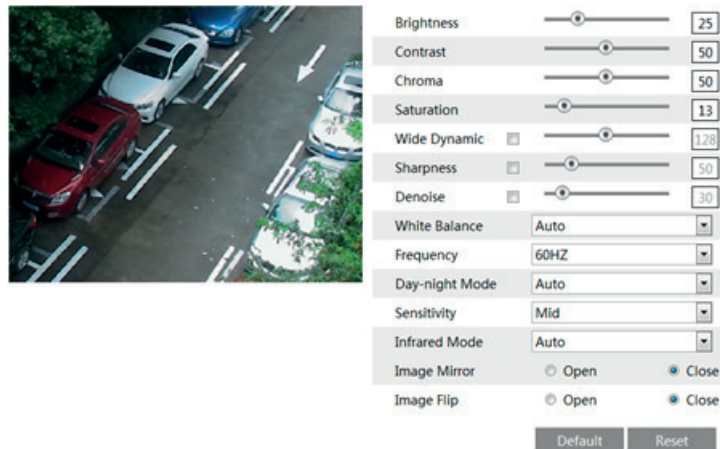 Brightness 25
Contrast 50
Chroma 50
Saturation 13
Wide Dynamic 128
Sharpness 50
Denoise 30
White Balance Auto
Frequency 60HZ
Day-night Mode Auto
Sensitivity Mid
Infrared Mode Auto
Image Mirror Open Close
Image Flip Open Close
Default Reset